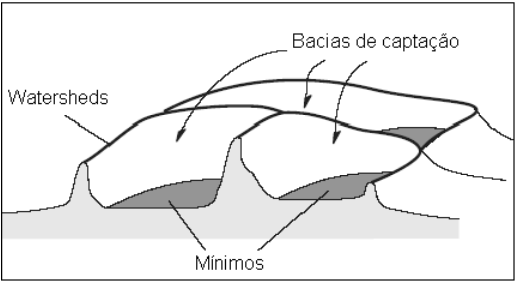 Bacias de captação
Watersheds
Mínimos